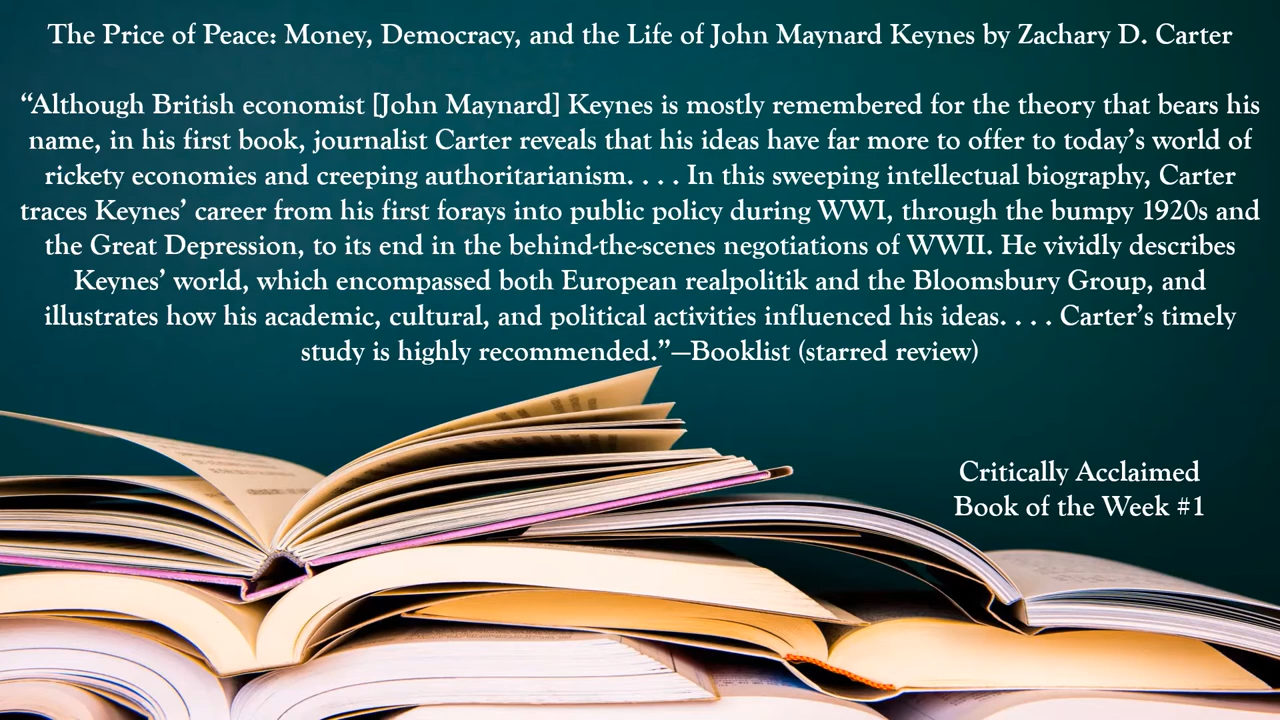 The Price of Peace: Money, Democracy, and the Life of John Maynard Keynes by Zachary D. Carter
“Although British economist [John Maynard] Keynes is mostly remembered for the theory that bears his
name, in his first book, journalist Carter reveals that his ideas have far more to offer to today’s world of
rickety economies and creeping authoritarianism. . . . In this sweeping intellectual biography, Carter
traces Keynes’ career from his first forays into public policy during WWI, through the bumpy 1920s and
the Great Depression, to its end in the behind-the-scenes negotiations of WWII. He vividly describes
Keynes’ world, which encompassed both European realpolitik and the Bloomsbury Group, and
illustrates how his academic, cultural, and political activities influenced his ideas. . . . Carter’s timely
study is highly recommended.”—Booklist (starred review)
Critically Acclaimed
Book of the Week #1